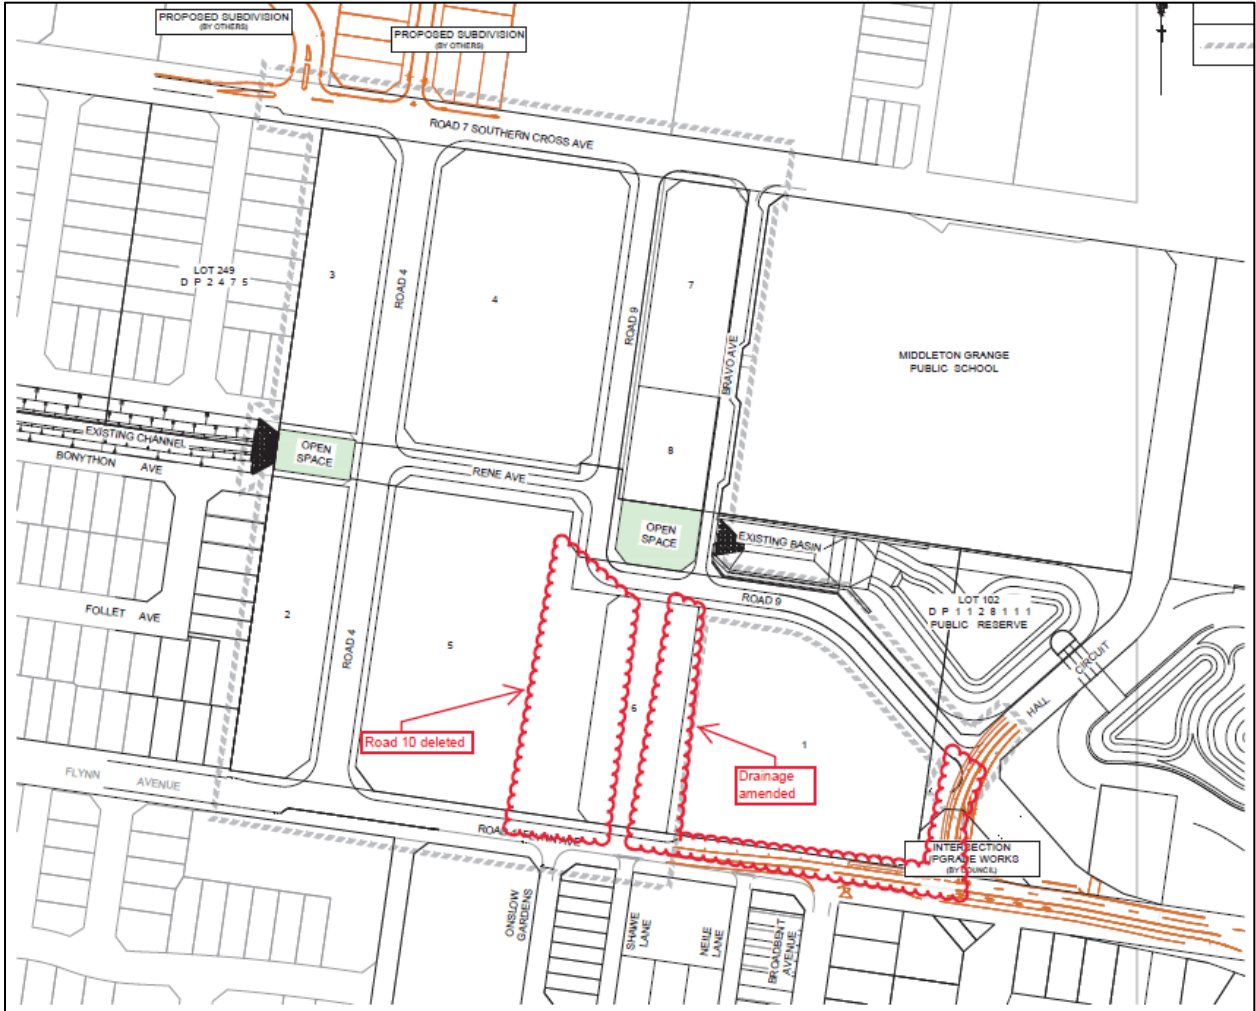 PROPOSED SUBDIVISION
(BY OTHERS)
PROPOSED SUBDIVISION
(BY OTHERS)
ROAD 7 SOUTHERN CROSS AVE
LOT 249
D P 2 4 7 5
3
ROAD 4
4
ROAD 9
7
BRAVO AVE
MIDDLETON GRANGE
PUBLIC SCHOOL
EXISTING CHANNEL
BONYTHON AVE
OPEN
SPACE
RENE AVE
8
OPEN
SPACE
EXISTING BASIN
ROAD 9
LOT 102
D P 1 1 2 8 1 1 1
PUBLIC RESERVE
FOLLET AVE
2
ROAD 4
5
6
1
HALL CIRCUIT
Road 10 deleted
Drainage
amended
FLYNN AVENUE
AVE
INTERSECTION
UPGRADE WORKS
(BY COUNCIL)
ONSLOW
GARDENS
SHAWE
LANE
NEILE
LANE
BROADBENT
AVENUE